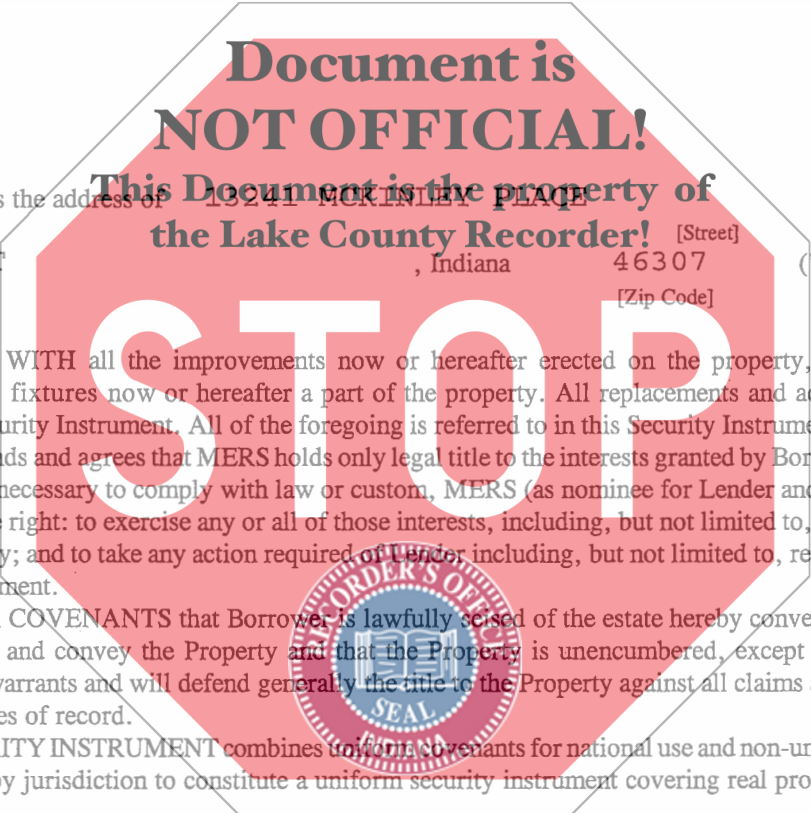 Document is
NOT OFFICIAL!
This Document is the property of
s the address of 13241 MCKINLEY PLACE
the Lake County Recorder!
[Street]
, Indiana 46307 (
[Zip Code]
STOP
WITH all the improvements now or hereafter erected on the property,
fixtures now or hereafter a part of the property. All replacements and a
urity Instrument. All of the foregoing is referred to in this Security Instrume
nds and agrees that MERS holds only legal title to the interests granted by Bor
necessary to comply with law or custom, MERS (as nominee for Lender and
e right: to exercise any or all of those interests, including, but not limited to,
y; and to take any action required of Lender including, but not limited to, re
ment.
COVENANTS that Borrower is lawfully seised of the estate hereby conve
and convey the Property and that the Property is unencumbered, except
warrants and will defend generally the title to the Property against all claims
es of record.
RITY INSTRUMENT combines uniform covenants for national use and non-un
by jurisdiction to constitute a uniform security instrument covering real pro
RECORDER'S OFFICE
SEAL
INDIANA